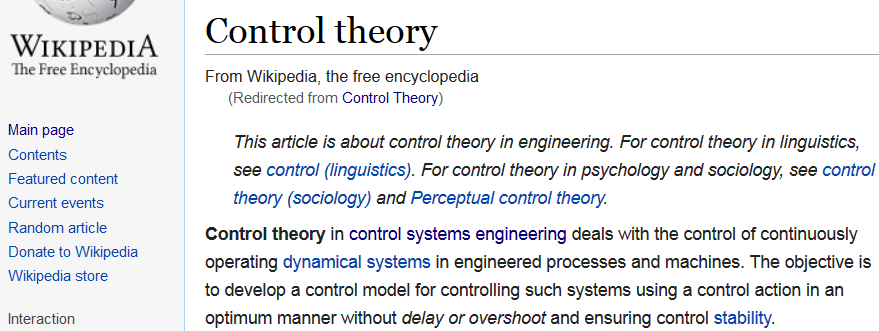 WIKIPEDIA
The Free Encyclopedia
Main page
Contents
Featured content
Current events
Random article
Donate to Wikipedia
Wikipedia store
Interaction
Control theory
From Wikipedia, the free encyclopedia
(Redirected from Control Theory)
This article is about control theory in engineering. For control theory in linguistics,
see control (linguistics). For control theory in psychology and sociology, see control
theory (sociology) and Perceptual control theory.
Control theory in control systems engineering deals with the control of continuously
operating dynamical systems in engineered processes and machines. The objective is
to develop a control model for controlling such systems using a control action in an
optimum manner without delay or overshoot and ensuring control stability.